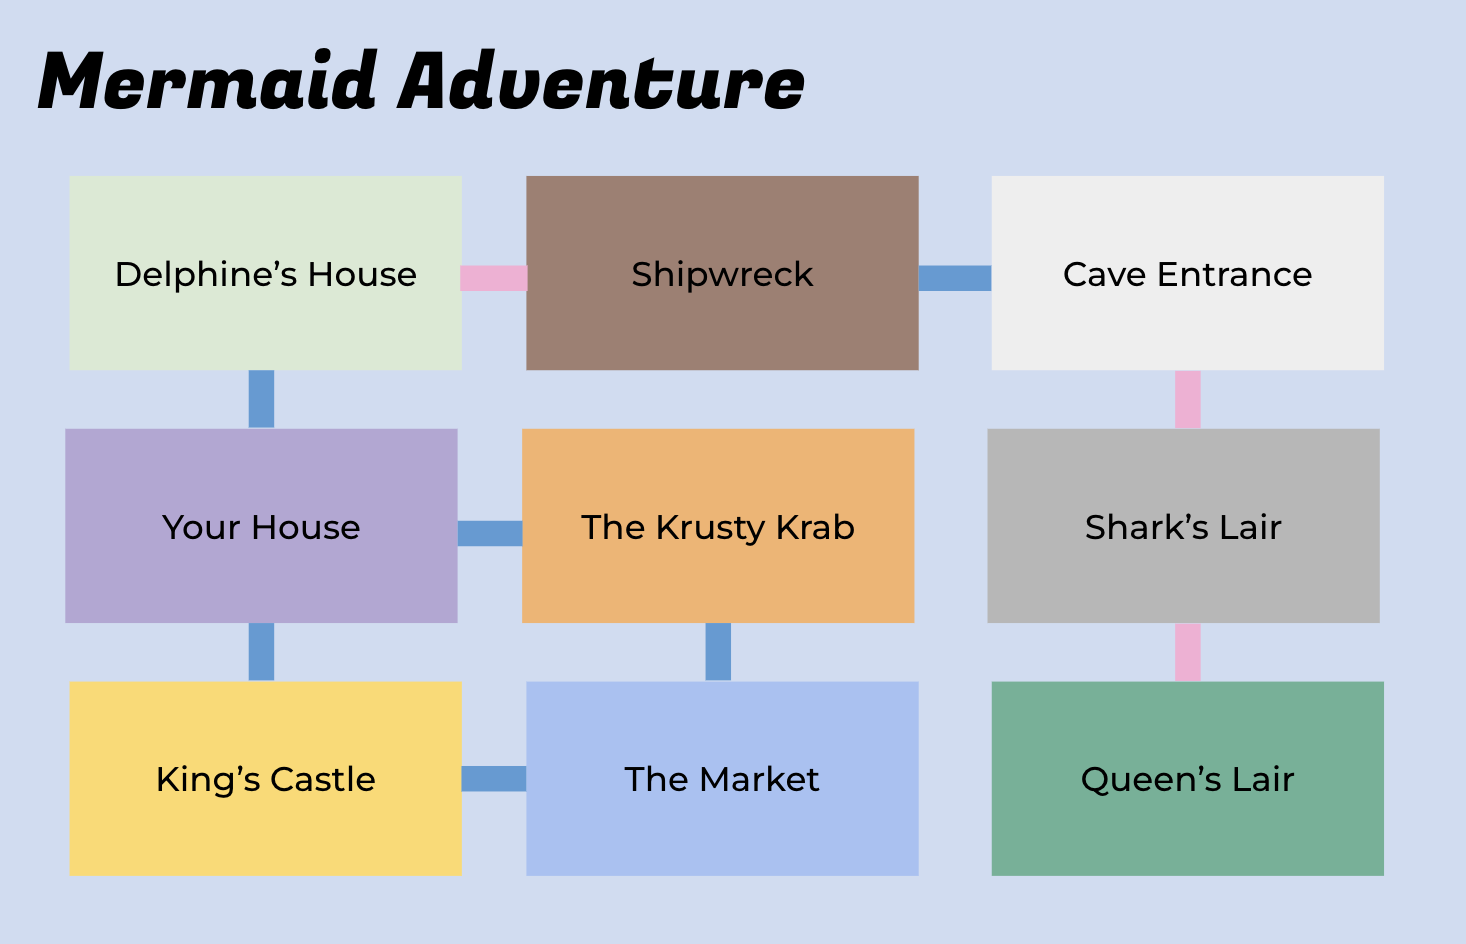 Mermaid Adventure
Delphine’s House
Shipwreck
Cave Entrance
Your House
The Krusty Krab
Shark’s Lair
King’s Castle
The Market
Queen’s Lair